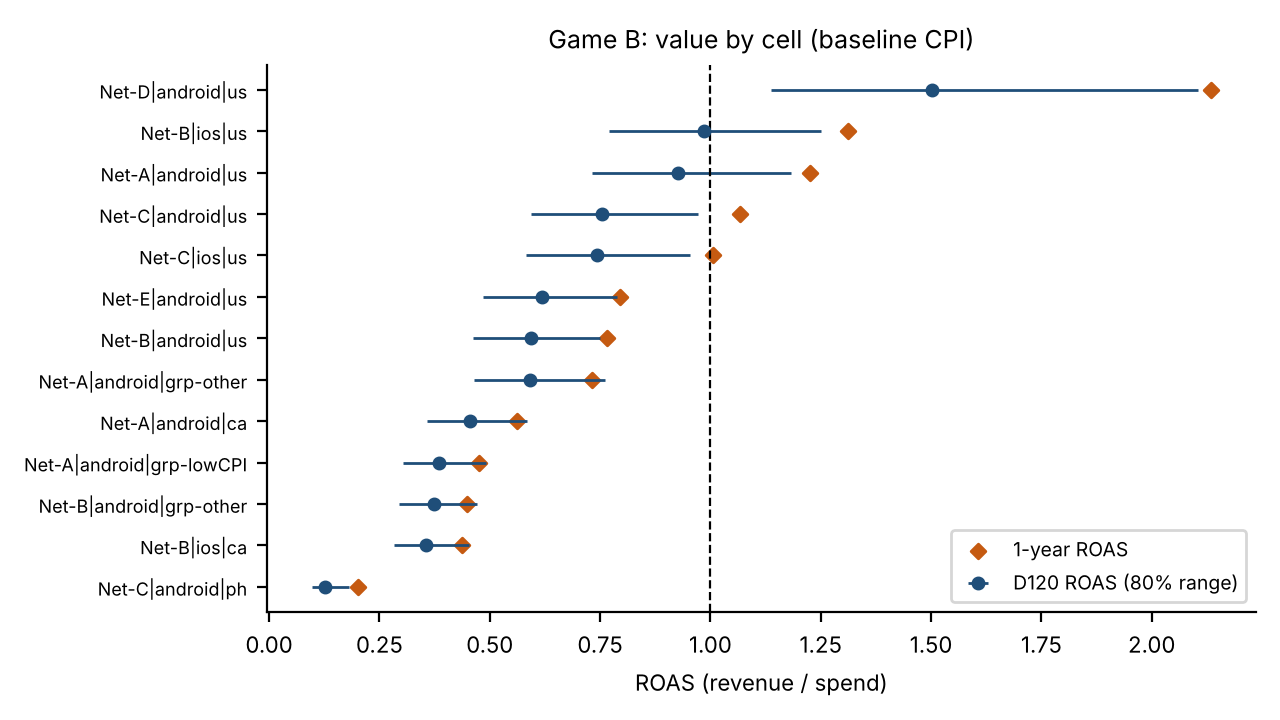 Game B: value by cell (baseline CPI)
Net-D|android|us
Net-B|ios|us
Net-A|android|us
Net-C|android|us
Net-C|ios|us
Net-E|android|us
Net-B|android|us
Net-A|android|grp-other
Net-A|android|ca
Net-A|android|grp-lowCPI
Net-B|android|grp-other
Net-B|ios|ca
Net-C|android|ph
1-year ROAS
D120 ROAS (80% range)
0.00 0.25 0.50 0.75 1.00 1.25 1.50 1.75 2.00
ROAS (revenue / spend)